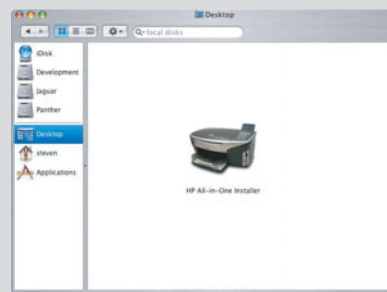 Desktop
local disks
iDisk
Development
Jaguar
Panther
Desktop
steven
Applications
HP All-in-One Installer